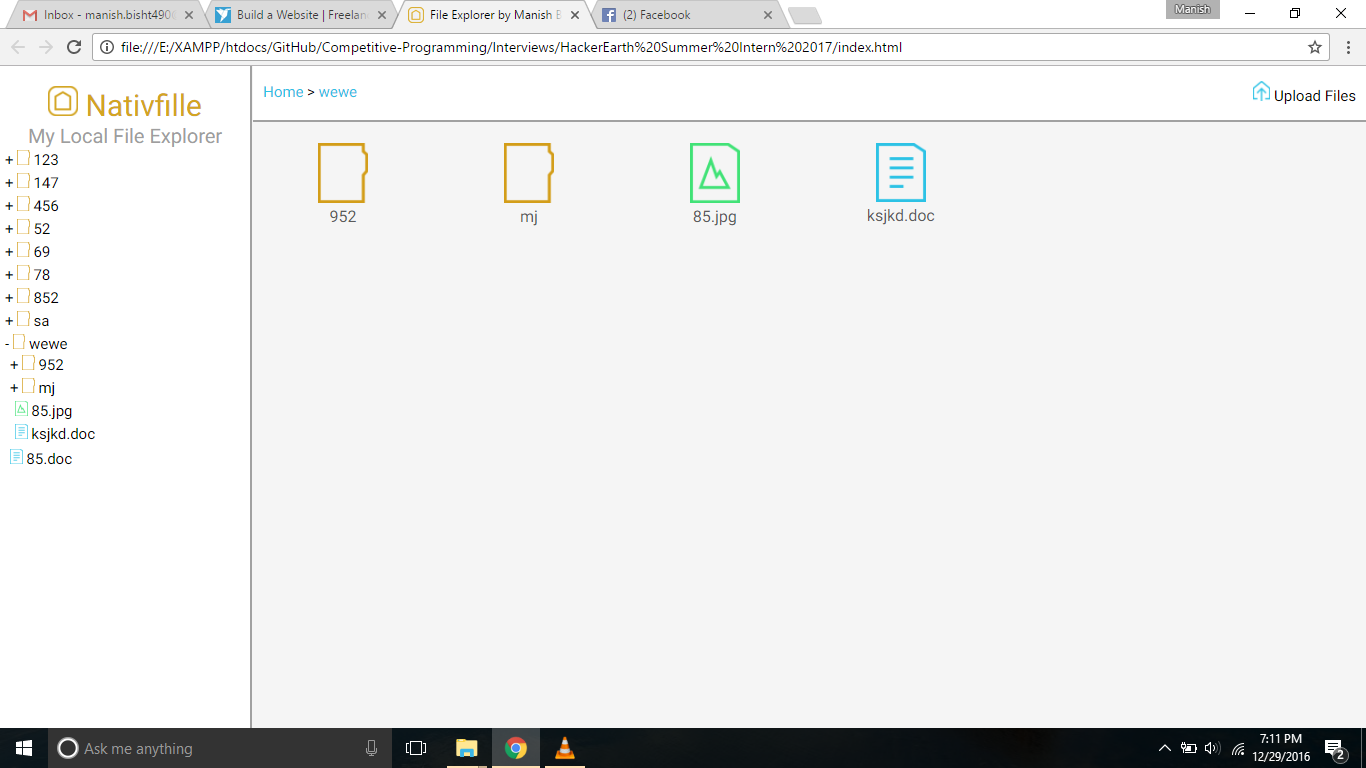 Inbox - manish.bisht490
Build a Website | Freelan
File Explorer by Manish B
(2) Facebook
Manish
file:///E:/XAMPP/htdocs/GitHub/Competitive-Programming/Interviews/HackerEarth%20Summer%20Intern%202017/index.html
Nativfille
My Local File Explorer
+ 123
+ 147
+ 456
+ 52
+ 69
+ 78
+ 852
+ sa
- wewe
+ 952
+ mj
85.jpg
ksjkd.doc
85.doc
Home > wewe
Upload Files
952
mj
85.jpg
ksjkd.doc
Ask me anything
7:11 PM
12/29/2016
2